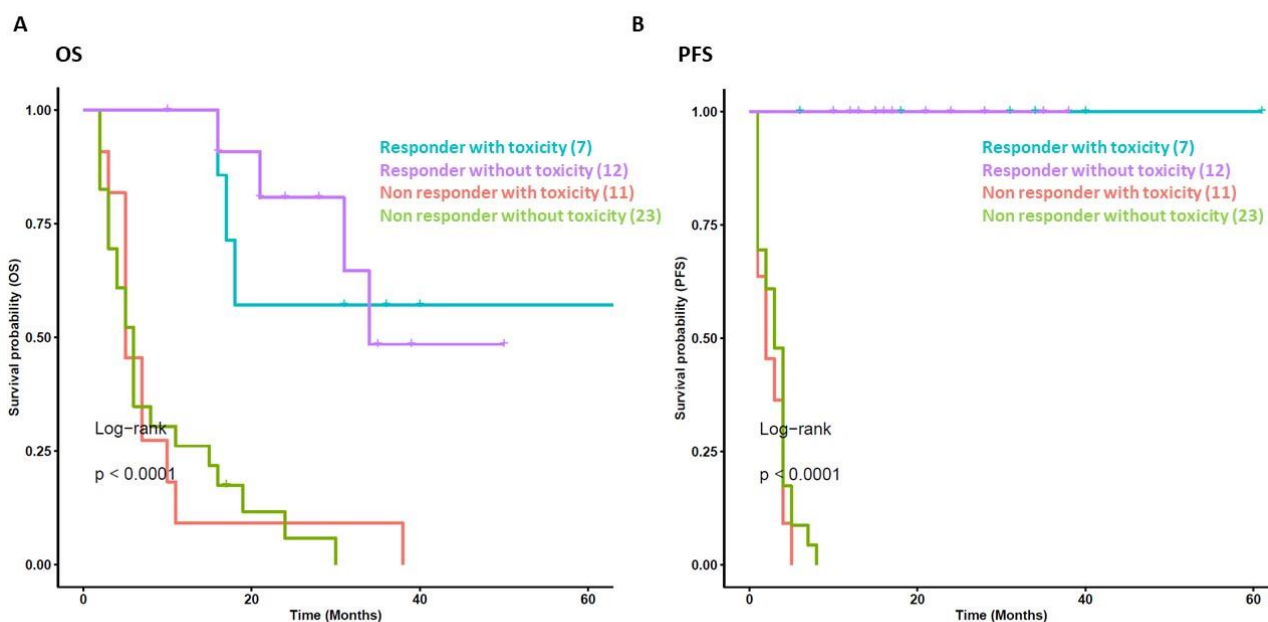 A
OS
Survival probability (OS)
1.00
0.75
0.50
0.25
0.00
Responder with toxicity (7)
Responder without toxicity (12)
Non responder with toxicity (11)
Non responder without toxicity (23)
Log-rank
p < 0.0001
0 20 40 60
Time (Months)
B
PFS
Survival probability (PFS)
1.00
0.75
0.50
0.25
0.00
Responder with toxicity (7)
Responder without toxicity (12)
Non responder with toxicity (11)
Non responder without toxicity (23)
Log-rank
p < 0.0001
0 20 40 60
Time (Months)